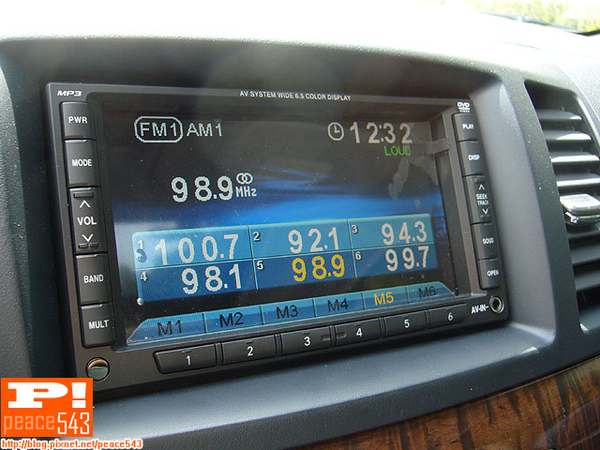 MP3 AV SYSTEM WIDE 6.5 COLOR DISPLAY DVD
PWR
MODE
VOL
BAND
MULT
FM1 AM1 12:32
LOUD
98.9 MHz
1 100.7 2 92.1 3 94.3
4 98.1 5 98.9 6 99.7
M1 M2 M3 M4 M5 M6
1 2 3 4 5 6
PLAY
DISP
SEEK
TRACK
OPEN
AV-IN
P!
peace543
http://blog.pixnet.net/peace543